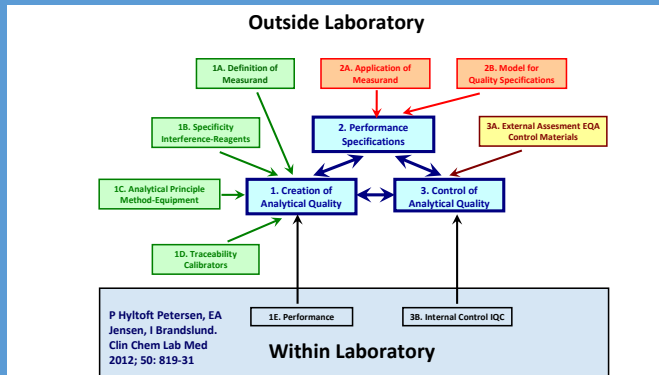 Outside Laboratory
1A. Definition of
Measurand
2A. Application of
Measurand
2B. Model for
Quality Specifications
1B. Specificity
Interference-Reagents
2. Performance
Specifications
3A. External Assesment EQA
Control Materials
1C. Analytical Principle
Method-Equipment
1. Creation of
Analytical Quality
3. Control of
Analytical Quality
1D. Traceability
Calibrators
P Hyltoft Petersen, EA
Jensen, I Brandslund.
Clin Chem Lab Med
2012; 50: 819-31
1E. Performance
3B. Internal Control IQC
Within Laboratory